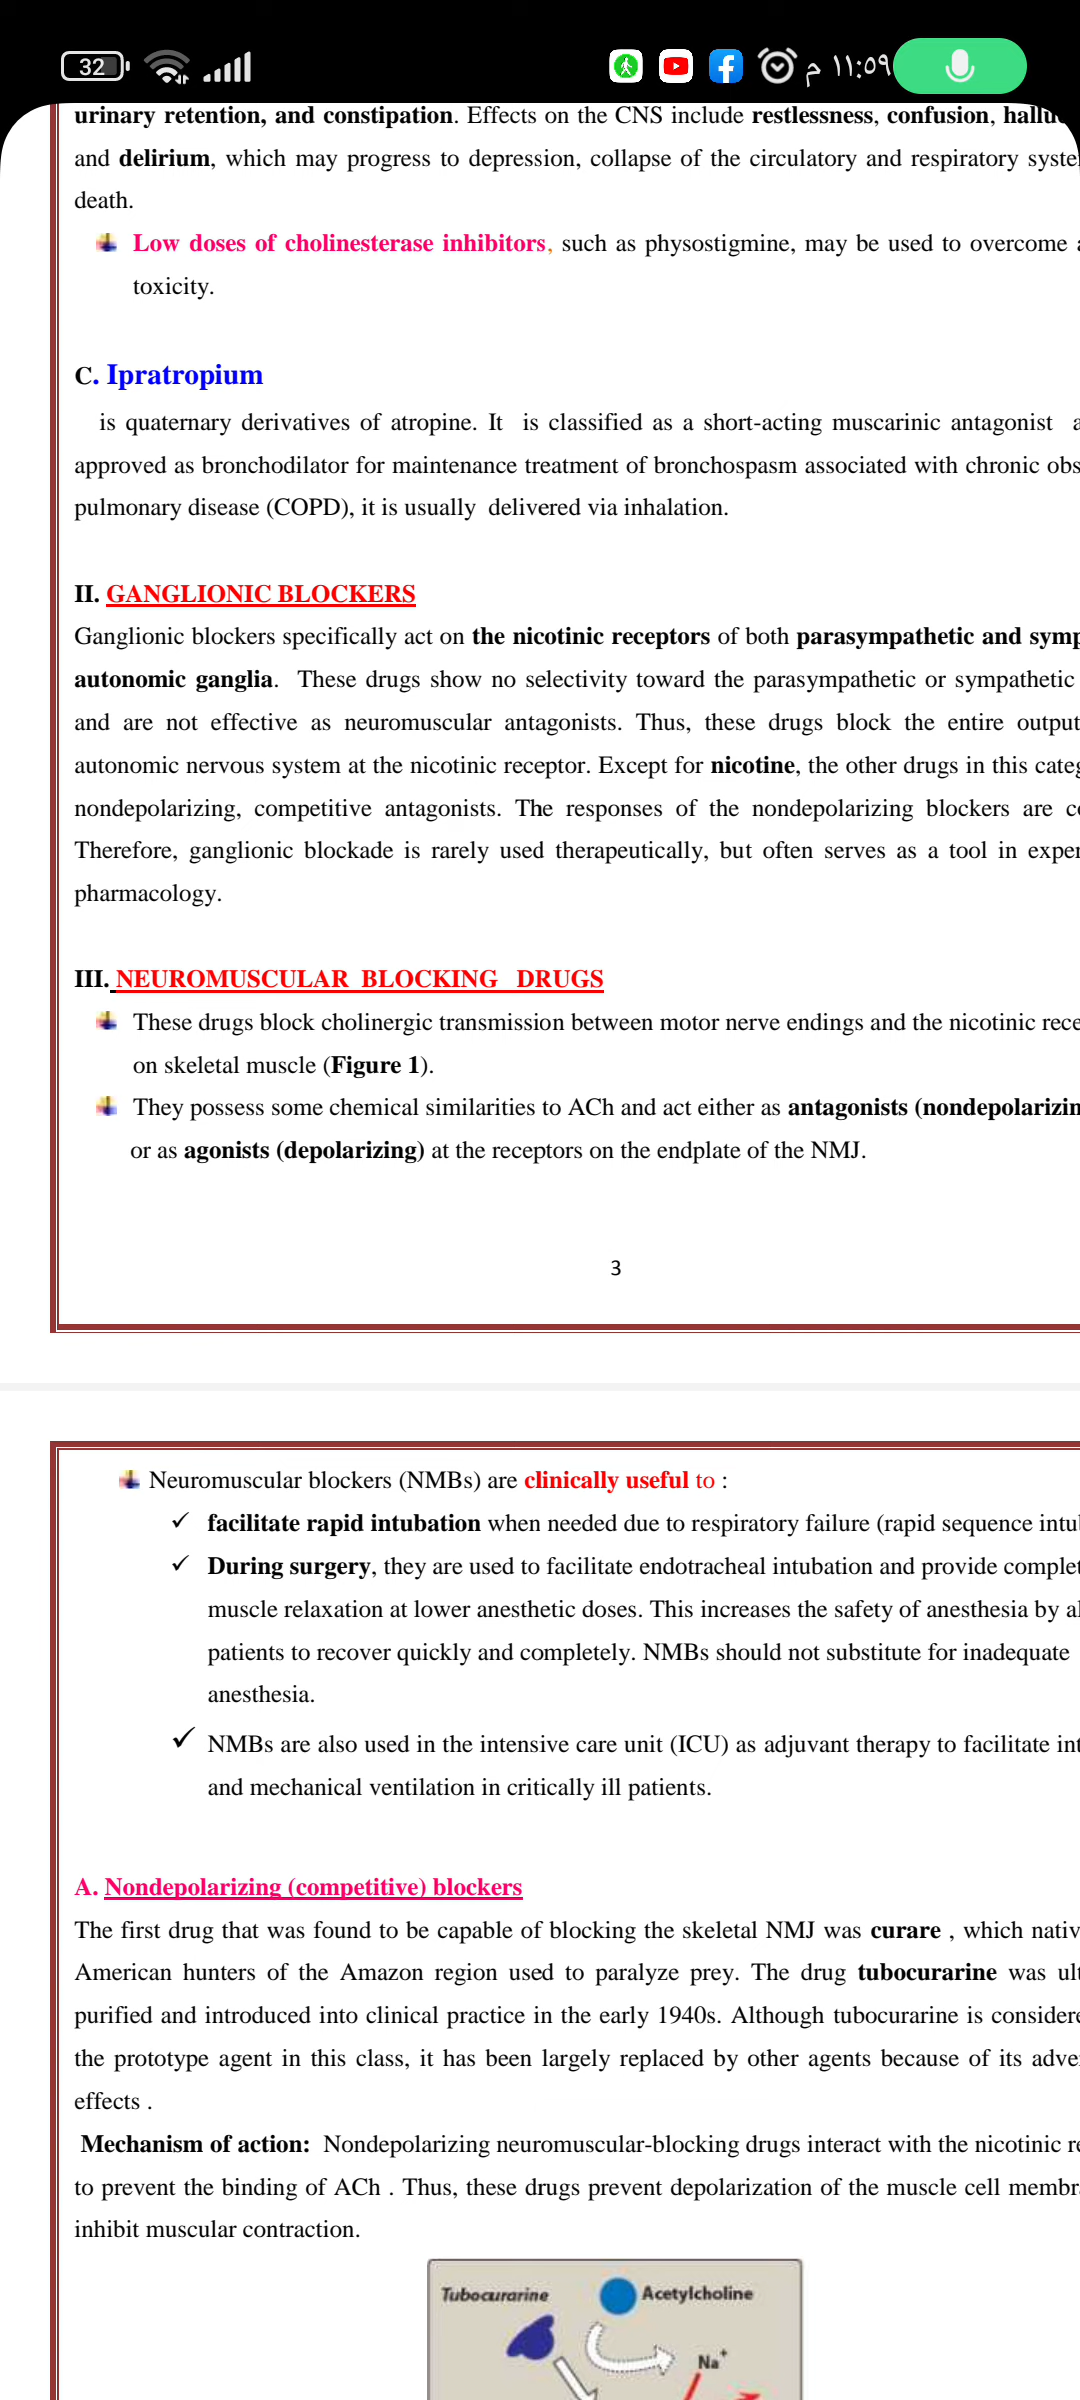 32
م ١١:٥٩
urinary retention, and constipation. Effects on the CNS include restlessness, confusion,
and delirium, which may progress to depression, collapse of the circulatory and respiratory
death.
Low doses of cholinesterase inhibitors, such as physostigmine, may be used to overcome
toxicity.
C. Ipratropium
is quaternary derivatives of atropine. It is classified as a short-acting muscarinic antagonist
approved as bronchodilator for maintenance treatment of bronchospasm associated with chronic
pulmonary disease (COPD), it is usually delivered via inhalation.
II. GANGLIONIC BLOCKERS
Ganglionic blockers specifically act on the nicotinic receptors of both parasympathetic and
autonomic ganglia. These drugs show no selectivity toward the parasympathetic or sympathetic
and are not effective as neuromuscular antagonists. Thus, these drugs block the entire output
autonomic nervous system at the nicotinic receptor. Except for nicotine, the other drugs in this
nondepolarizing, competitive antagonists. The responses of the nondepolarizing blockers are
Therefore, ganglionic blockade is rarely used therapeutically, but often serves as a tool in
pharmacology.
III. NEUROMUSCULAR BLOCKING DRUGS
These drugs block cholinergic transmission between motor nerve endings and the nicotinic
on skeletal muscle (Figure 1).
They possess some chemical similarities to ACh and act either as antagonists
or as agonists (depolarizing) at the receptors on the endplate of the NMJ.
3
Neuromuscular blockers (NMBs) are clinically useful to :
✓ facilitate rapid intubation when needed due to respiratory failure (rapid sequence
✓ During surgery, they are used to facilitate endotracheal intubation and provide
muscle relaxation at lower anesthetic doses. This increases the safety of anesthesia by
patients to recover quickly and completely. NMBs should not substitute for inadequate
anesthesia.
✓ NMBs are also used in the intensive care unit (ICU) as adjuvant therapy to facilitate
and mechanical ventilation in critically ill patients.
A. Nondepolarizing (competitive) blockers
The first drug that was found to be capable of blocking the skeletal NMJ was curare , which
American hunters of the Amazon region used to paralyze prey. The drug tubocurarine was
purified and introduced into clinical practice in the early 1940s. Although tubocurarine is
the prototype agent in this class, it has been largely replaced by other agents because of its
effects .
Mechanism of action: Nondepolarizing neuromuscular-blocking drugs interact with the nicotinic
to prevent the binding of ACh . Thus, these drugs prevent depolarization of the muscle cell
inhibit muscular contraction.
Tubocurarine
Acetylcholine
Na+